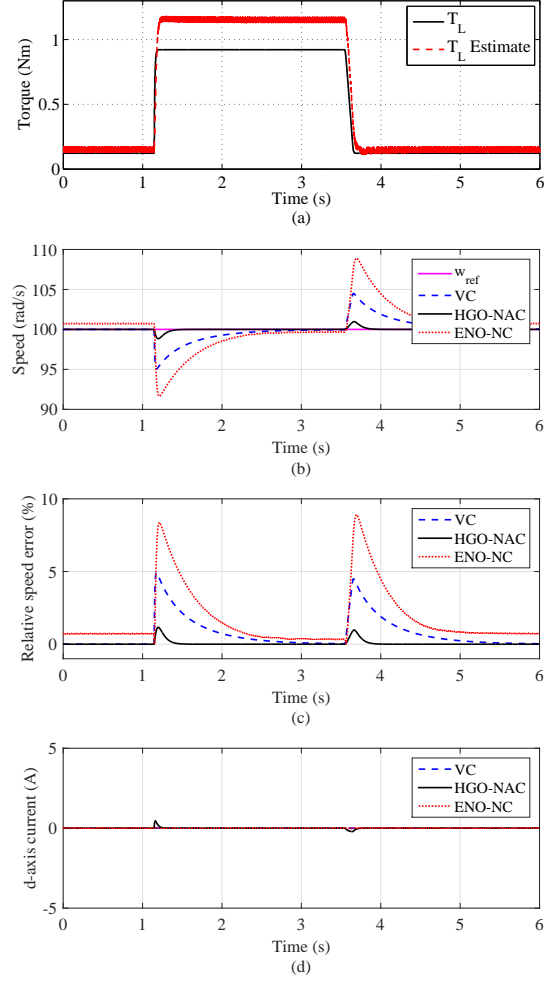 Torque (Nm)
1
0.5
0
0 1 2 3 4 5 6
T_L
T_L Estimate
Time (s)
(a)
Speed (rad/s)
110
105
100
95
90
0 1 2 3 4 5 6
w_ref
VC
HGO-NAC
ENO-NC
Time (s)
(b)
Relative speed error (%)
10
5
0
0 1 2 3 4 5 6
VC
HGO-NAC
ENO-NC
Time (s)
(c)
d-axis current (A)
5
0
-5
0 1 2 3 4 5 6
VC
HGO-NAC
ENO-NC
Time (s)
(d)